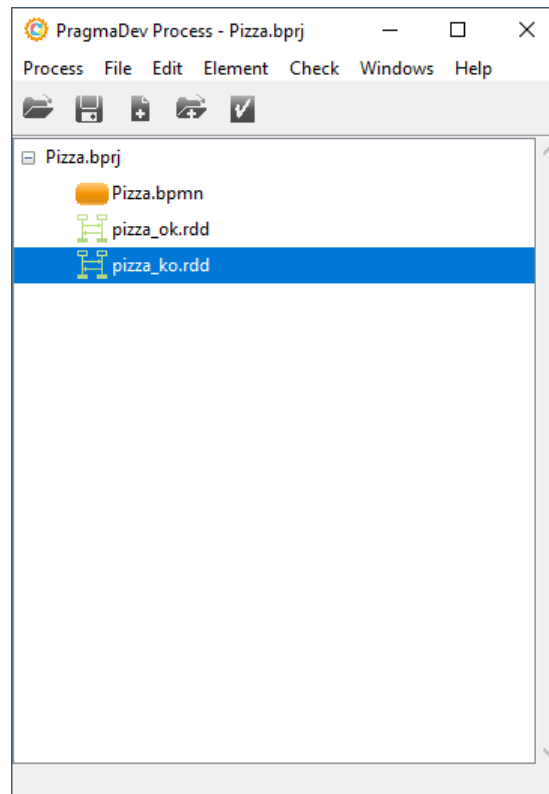 PragmaDev Process - Pizza.bprj
Process File Edit Element Check Windows Help
Pizza.bprj
Pizza.bpmn
pizza_ok.rdd
pizza_ko.rdd